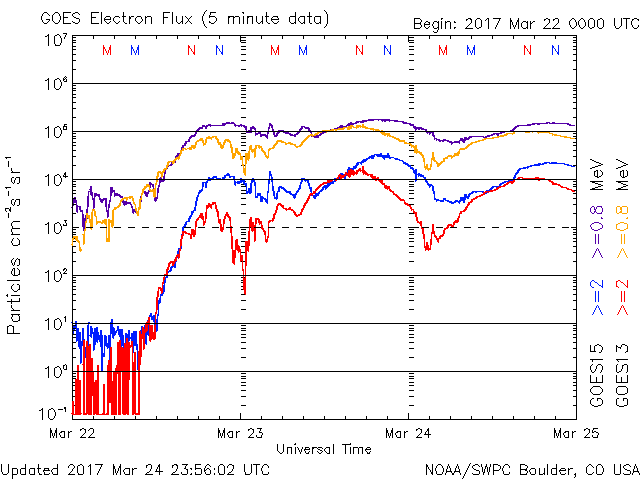 GOES Electron Flux (5 minute data)
Begin: 2017 Mar 22 0000 UTC
10⁷
M M N N M M N N M M N N
10⁶
10⁵
10⁴
10³
10²
10¹
10⁰
10⁻¹
Particles cm⁻²s⁻¹sr⁻¹
Mar 22 Mar 23 Mar 24 Mar 25
Universal Time
GOES15 >=2 >=0.8 MeV
GOES13 >=2 >=0.8 MeV
Updated 2017 Mar 24 23:56:02 UTC
NOAA/SWPC Boulder, CO USA